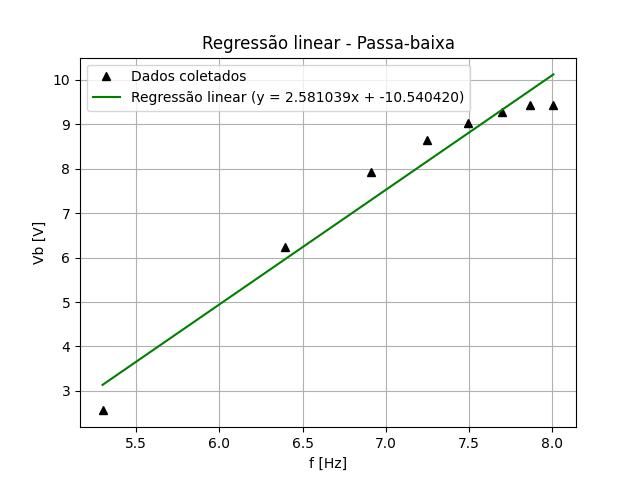 Regressão linear - Passa-baixa
Dados coletados
Regressão linear (y = 2.581039x + -10.540420)
10
9
8
7
6
5
4
3
Vb [V]
5.5 6.0 6.5 7.0 7.5 8.0
f [Hz]